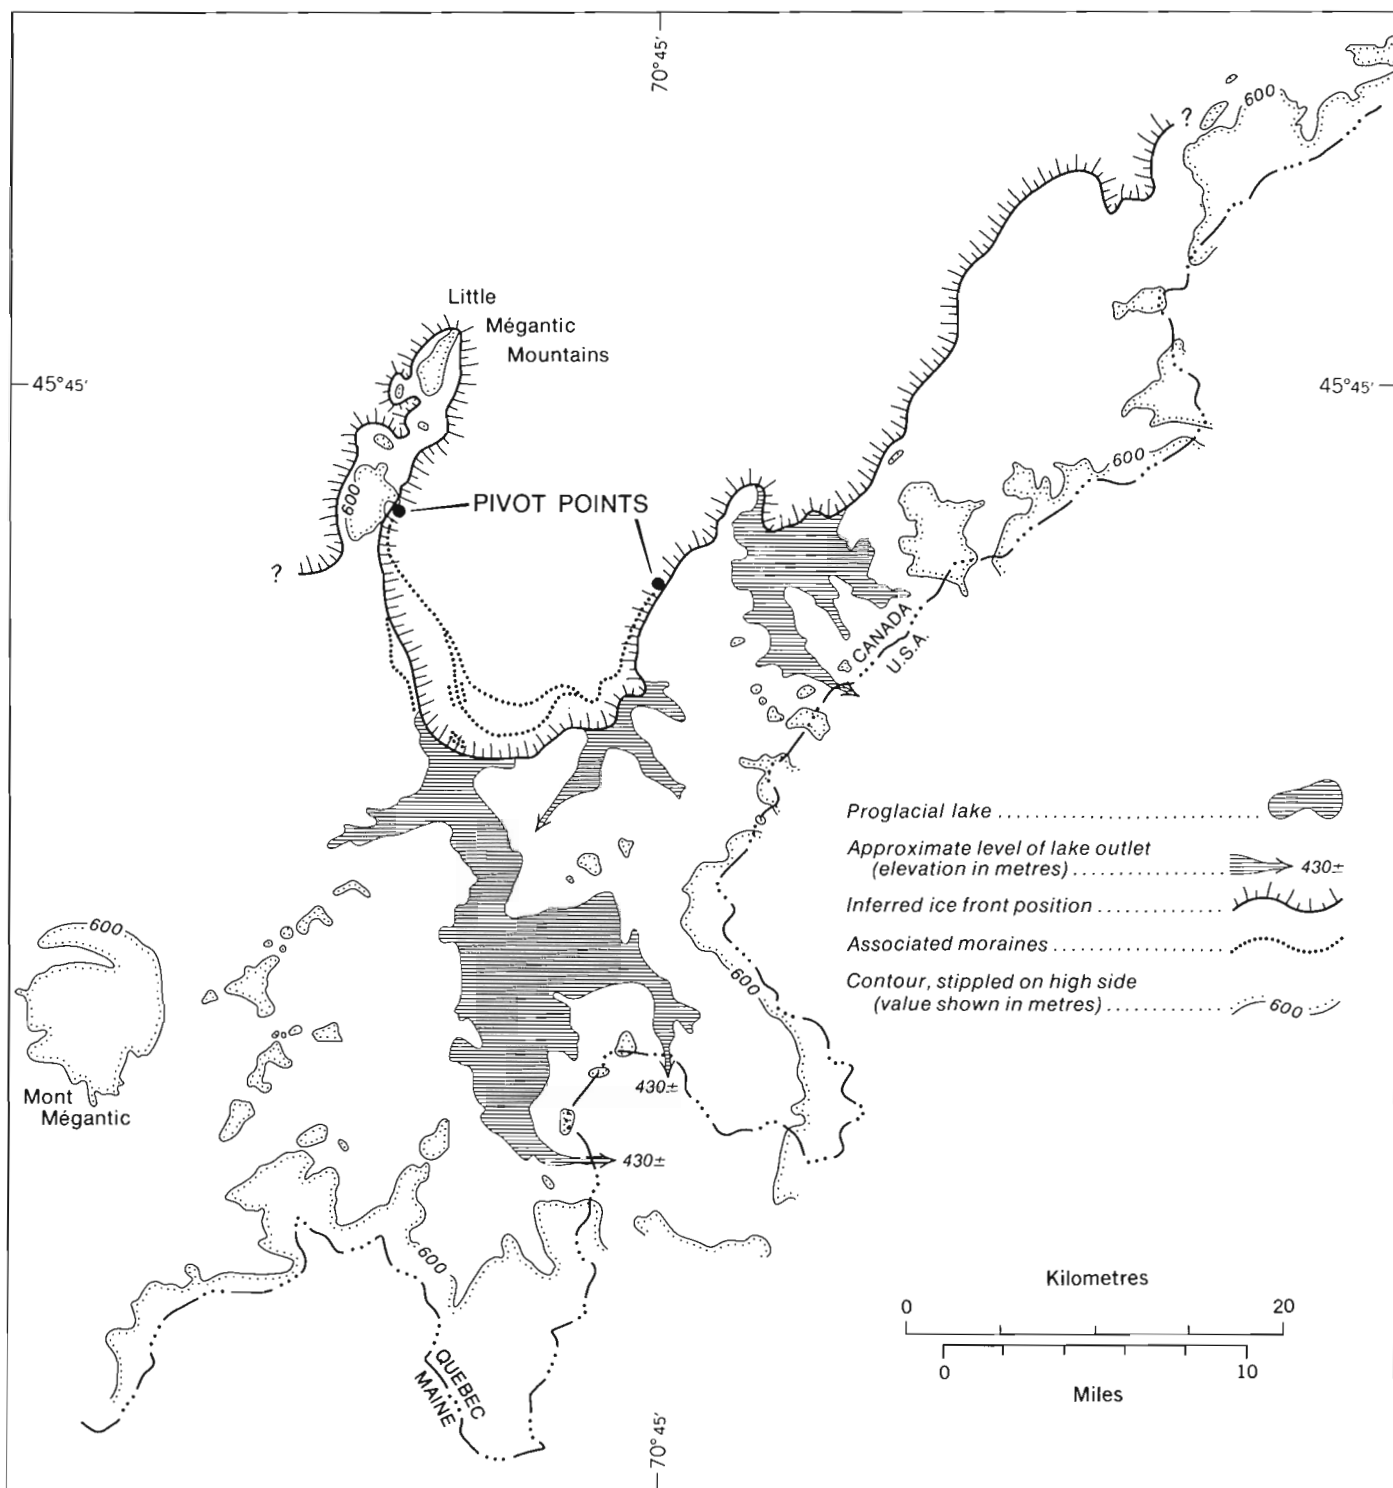 70°45'
600
?
Little
Mégantic
Mountains
45°45'
45°45'
600
600
PIVOT POINTS
?
CANADA
U.S.A.
Proglacial lake
Approximate level of lake outlet
(elevation in metres)
430±
Inferred ice front position
Associated moraines
Contour, stippled on high side
(value shown in metres)
600
600
600
Mont
Mégantic
430±
430±
600
QUEBEC
MAINE
Kilometres
0
20
0
10
Miles
70°45'